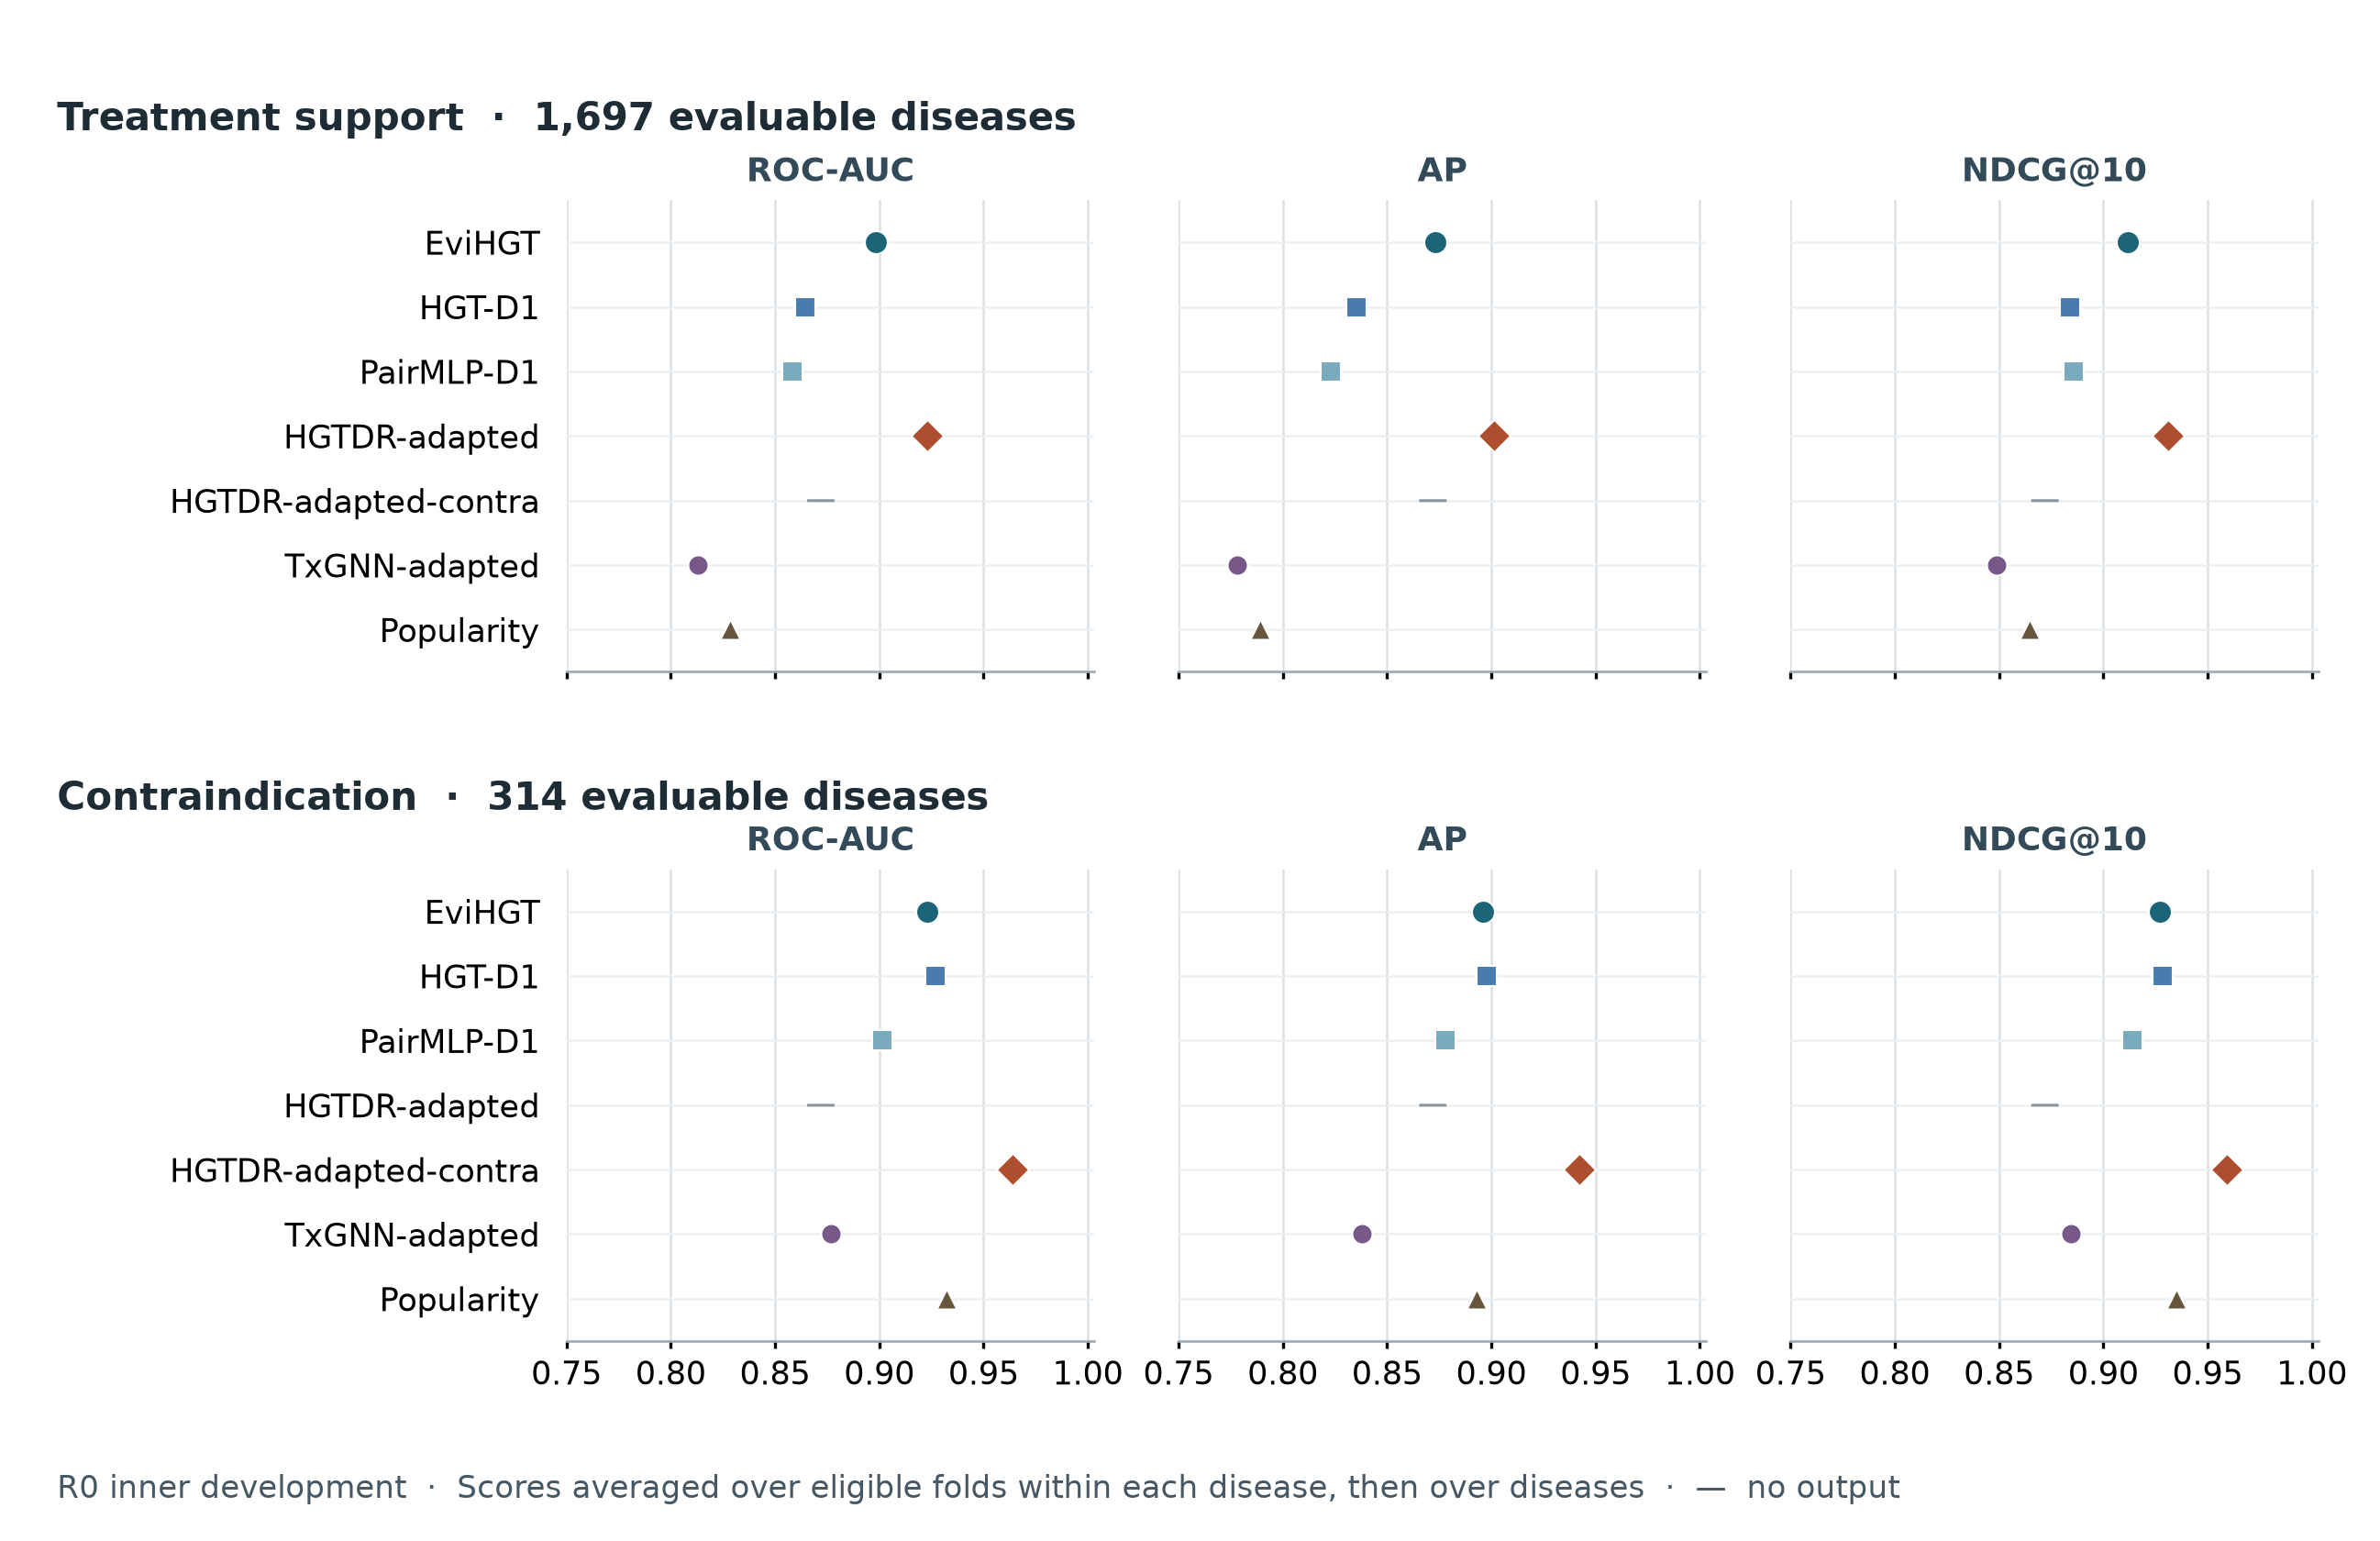 Treatment support · 1,697 evaluable diseases
ROC-AUC AP NDCG@10
EviHGT
HGT-D1
PairMLP-D1
HGTDR-adapted
HGTDR-adapted-contra
TxGNN-adapted
Popularity
Contraindication · 314 evaluable diseases
ROC-AUC AP NDCG@10
EviHGT
HGT-D1
PairMLP-D1
HGTDR-adapted
HGTDR-adapted-contra
TxGNN-adapted
Popularity
0.75 0.80 0.85 0.90 0.95 1.00 0.75 0.80 0.85 0.90 0.95 1.00 0.75 0.80 0.85 0.90 0.95 1.00
R0 inner development · Scores averaged over eligible folds within each disease, then over diseases · — no output